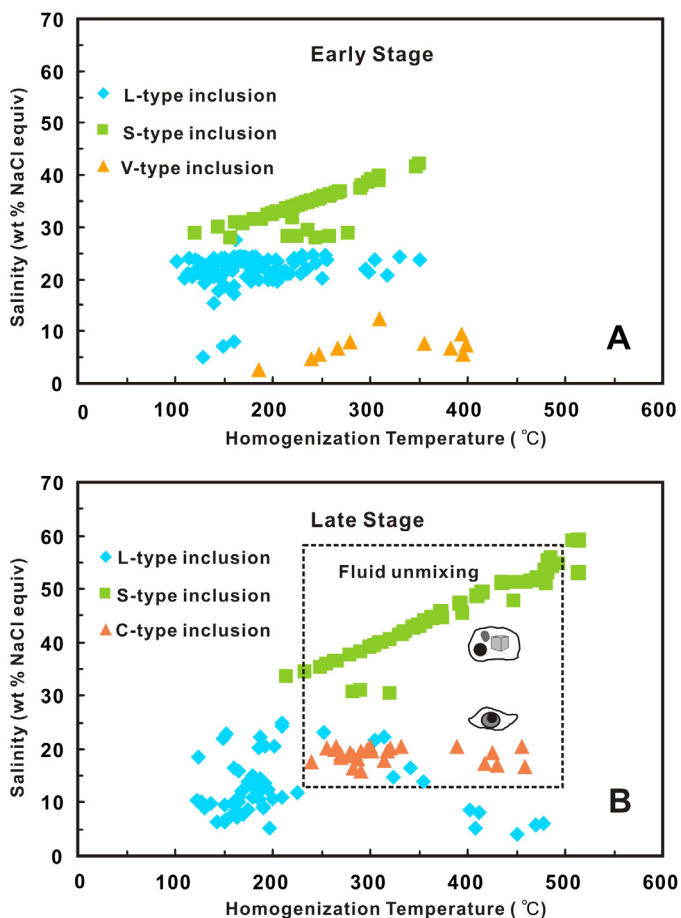 70
60
50
40
30
20
10
0
Salinity (wt % NaCl equiv)
Early Stage
L-type inclusion
S-type inclusion
V-type inclusion
A
0 100 200 300 400 500 600
Homogenization Temperature ( ℃)
70
60
50
40
30
20
10
0
Salinity (wt % NaCl equiv)
Late Stage
L-type inclusion
S-type inclusion
C-type inclusion
Fluid unmixing
B
0 100 200 300 400 500 600
Homogenization Temperature ( ℃)